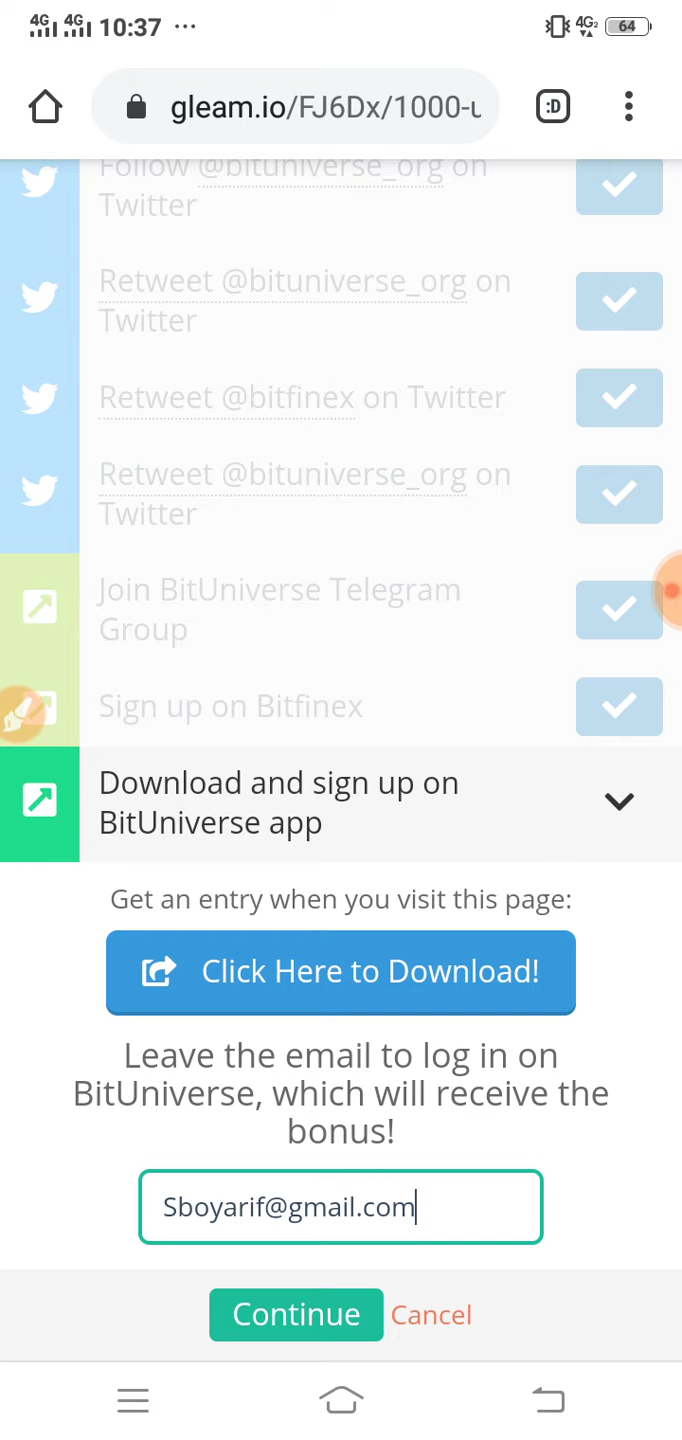 4G 4G 10:37 ... 4G2 64
gleam.io/FJ6Dx/1000-u :D
Follow @bituniverse_org on
Twitter
Retweet @bituniverse_org on
Twitter
Retweet @bitfinex on Twitter
Retweet @bituniverse_org on
Twitter
Join BitUniverse Telegram
Group
Sign up on Bitfinex
Download and sign up on
BitUniverse app
Get an entry when you visit this page:
Click Here to Download!
Leave the email to log in on
BitUniverse, which will receive the
bonus!
Sboyarif@gmail.com
Continue Cancel